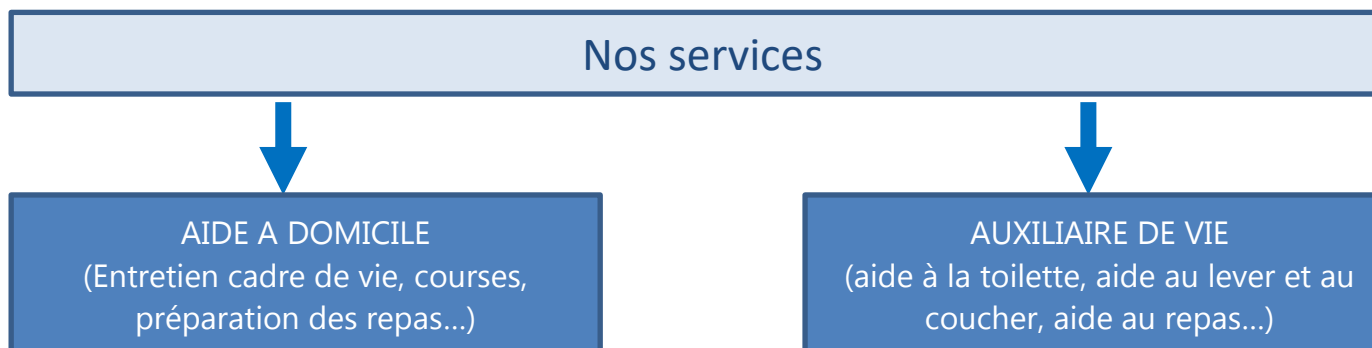 Nos services
AIDE A DOMICILE
(Entretien cadre de vie, courses,
préparation des repas…)
AUXILIAIRE DE VIE
(aide à la toilette, aide au lever et au
coucher, aide au repas…)